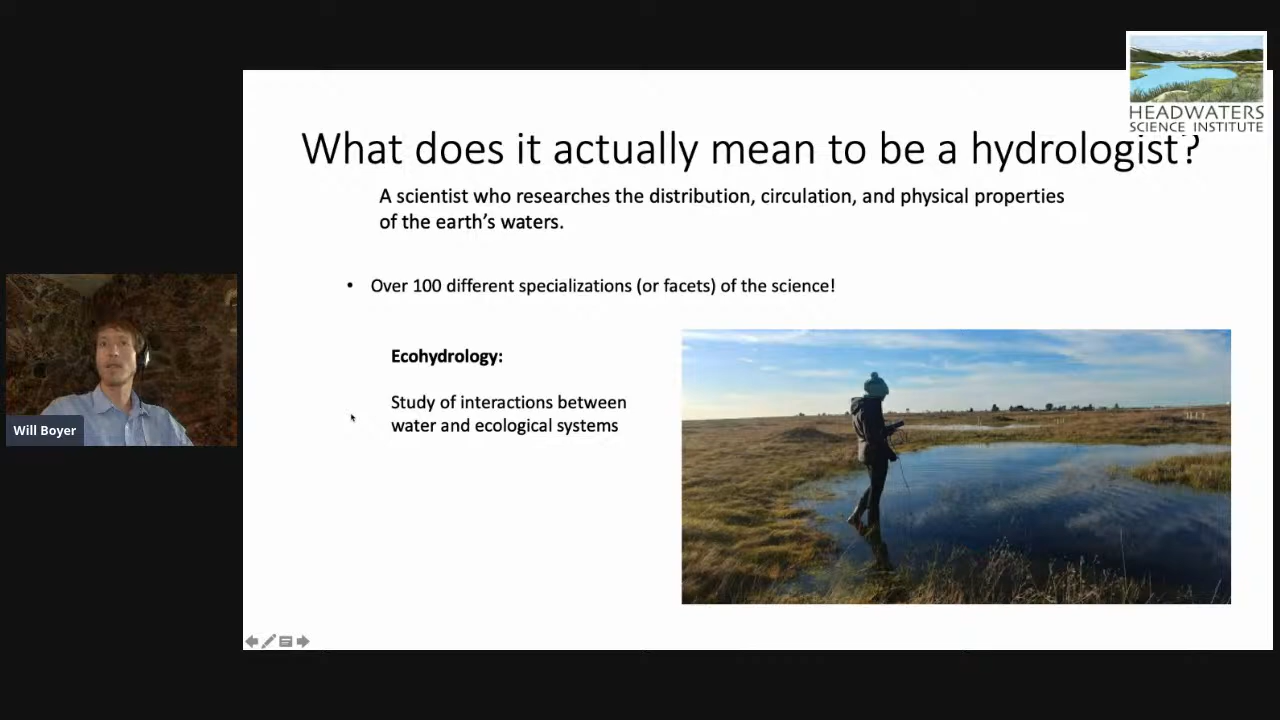 HEADWATERS
SCIENCE INSTITUTE
What does it actually mean to be a hydrologist?
A scientist who researches the distribution, circulation, and physical properties
of the earth’s waters.
• Over 100 different specializations (or facets) of the science!
Ecohydrology:
Study of interactions between
water and ecological systems
Will Boyer